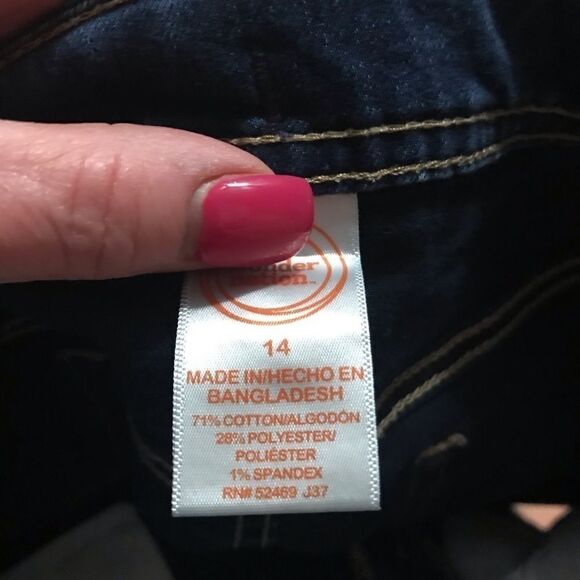 14
MADE IN/HECHO EN
BANGLADESH
71% COTTON/ALGODÓN
28% POLYESTER/
POLIÉSTER
1% SPANDEX
RN# 52469 J37